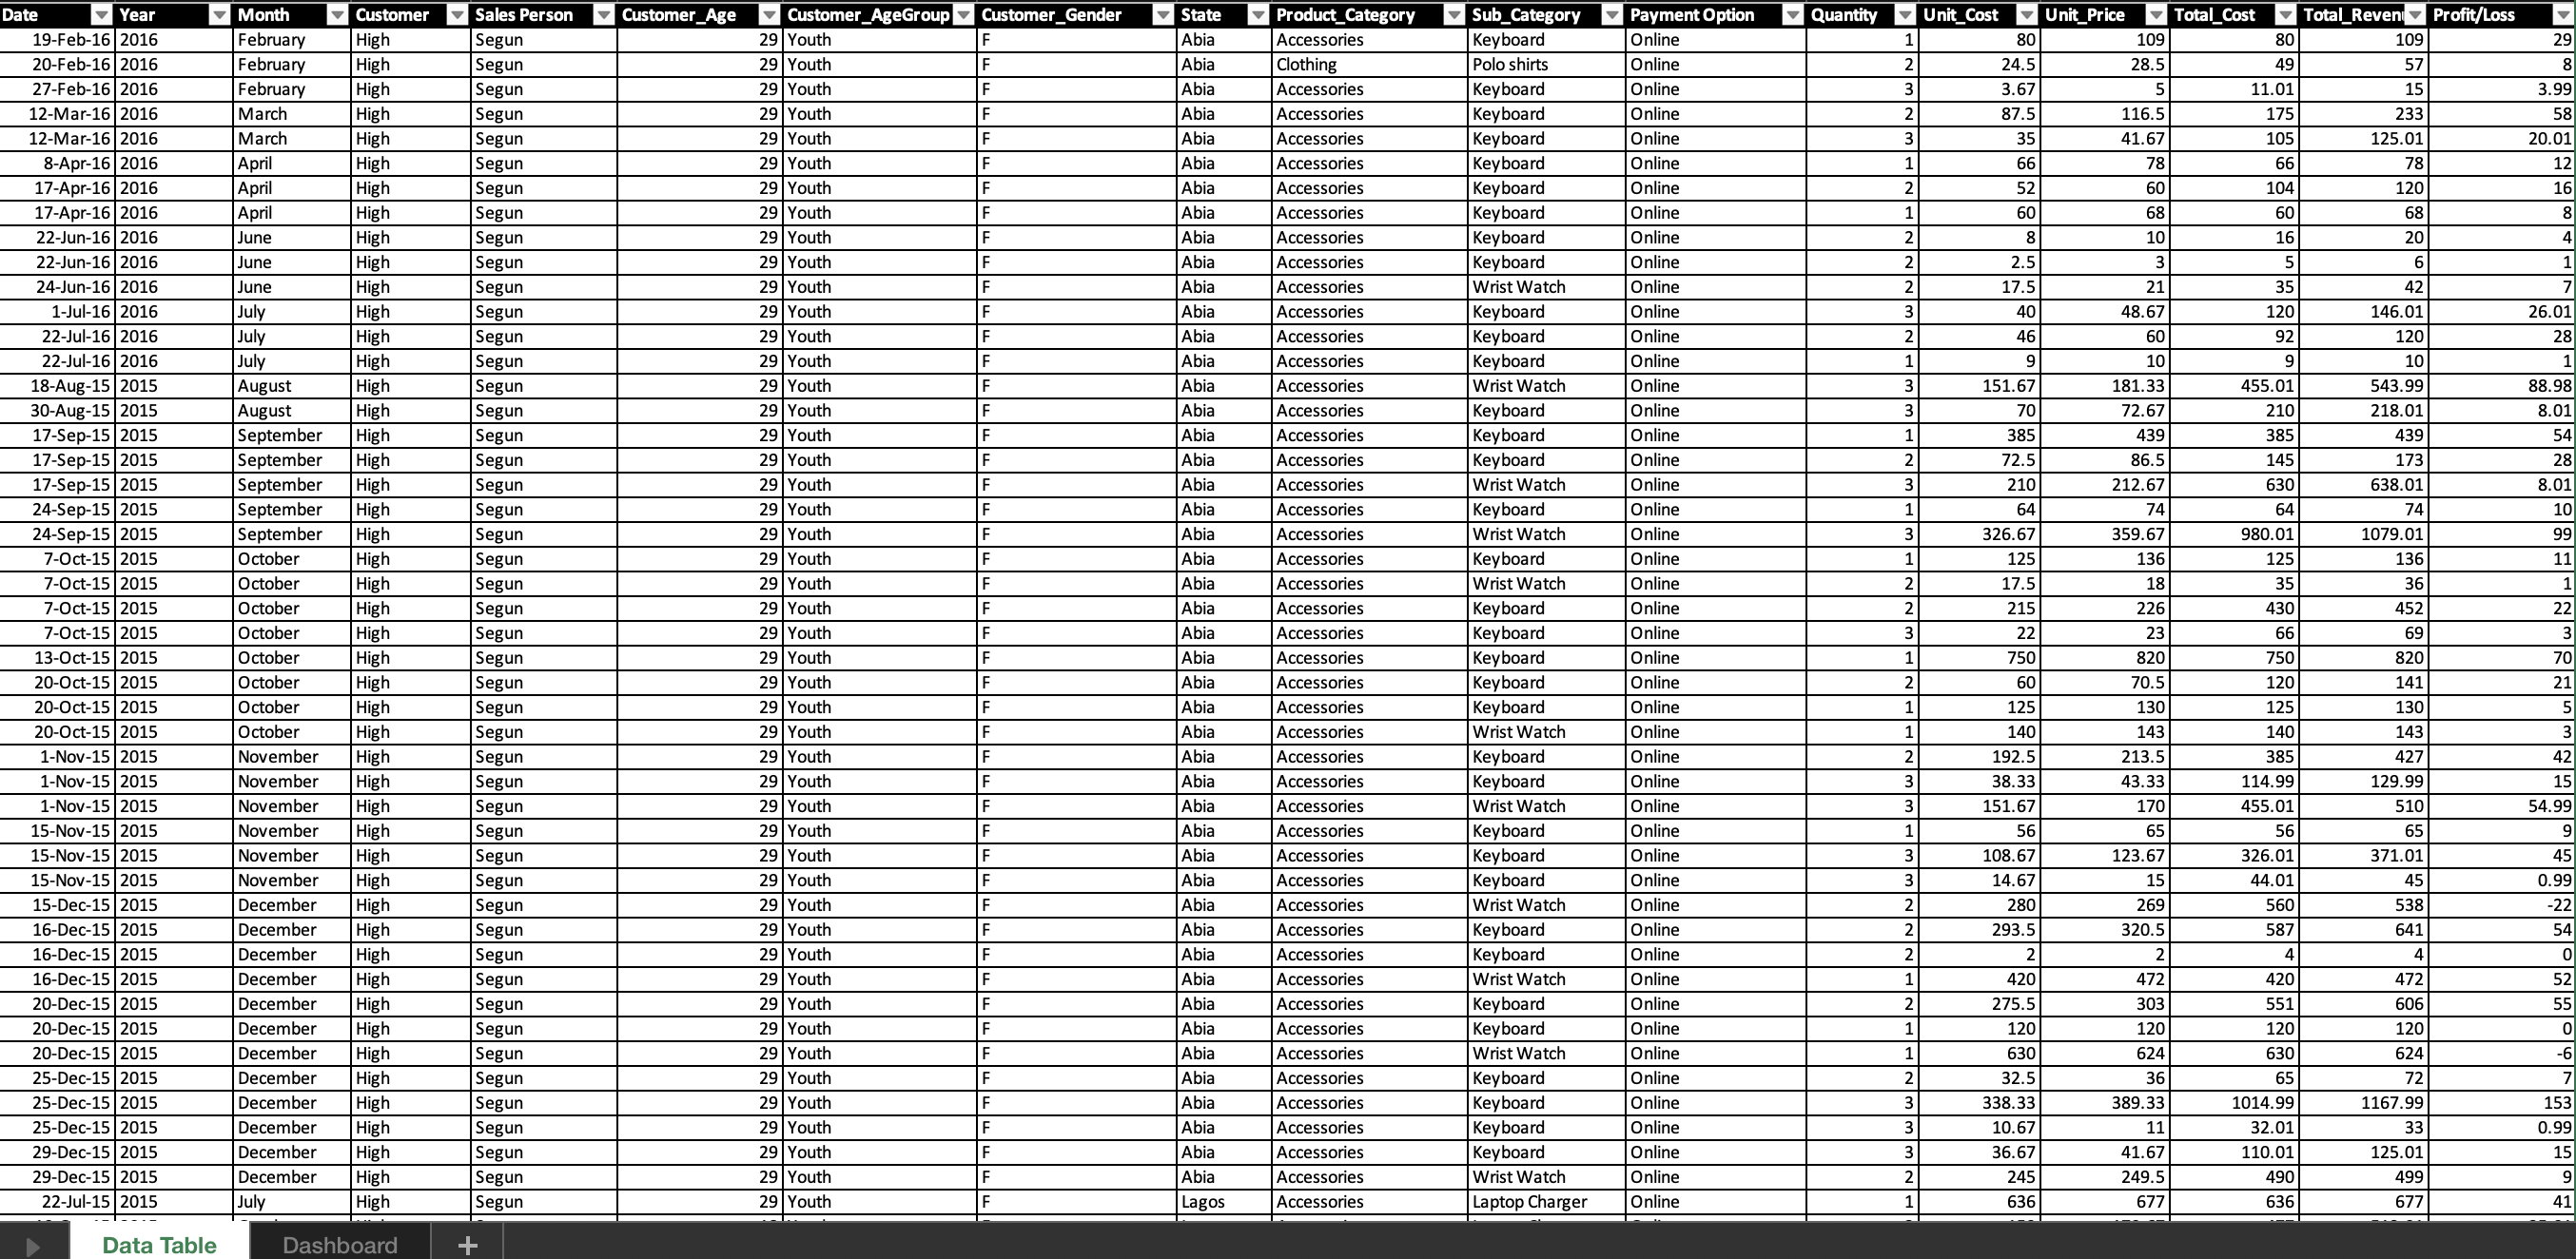 Date Year Month Customer Sales Person Customer_Age Customer_AgeGroup Customer_Gender State Product_Category Sub_Category Payment Option Quantity Unit_Cost Unit_Price Total_Cost Total_Reven Profit/Loss
19-Feb-16 2016 February High Segun 29 Youth F Abia Accessories Keyboard Online 1 80 109 80 109 29
20-Feb-16 2016 February High Segun 29 Youth F Abia Clothing Polo shirts Online 2 24.5 28.5 49 57 8
27-Feb-16 2016 February High Segun 29 Youth F Abia Accessories Keyboard Online 3 3.67 5 11.01 15 3.99
12-Mar-16 2016 March High Segun 29 Youth F Abia Accessories Keyboard Online 2 87.5 116.5 175 233 58
12-Mar-16 2016 March High Segun 29 Youth F Abia Accessories Keyboard Online 3 35 41.67 105 125.01 20.01
8-Apr-16 2016 April High Segun 29 Youth F Abia Accessories Keyboard Online 1 66 78 66 78 12
17-Apr-16 2016 April High Segun 29 Youth F Abia Accessories Keyboard Online 2 52 60 104 120 16
17-Apr-16 2016 April High Segun 29 Youth F Abia Accessories Keyboard Online 1 60 68 60 68 8
22-Jun-16 2016 June High Segun 29 Youth F Abia Accessories Keyboard Online 2 8 10 16 20 4
22-Jun-16 2016 June High Segun 29 Youth F Abia Accessories Keyboard Online 2 2.5 3 5 6 1
24-Jun-16 2016 June High Segun 29 Youth F Abia Accessories Wrist Watch Online 2 17.5 21 35 42 7
1-Jul-16 2016 July High Segun 29 Youth F Abia Accessories Keyboard Online 3 40 48.67 120 146.01 26.01
22-Jul-16 2016 July High Segun 29 Youth F Abia Accessories Keyboard Online 2 46 60 92 120 28
22-Jul-16 2016 July High Segun 29 Youth F Abia Accessories Keyboard Online 1 9 10 9 10 1
18-Aug-15 2015 August High Segun 29 Youth F Abia Accessories Wrist Watch Online 3 151.67 181.33 455.01 543.99 88.98
30-Aug-15 2015 August High Segun 29 Youth F Abia Accessories Keyboard Online 3 70 72.67 210 218.01 8.01
17-Sep-15 2015 September High Segun 29 Youth F Abia Accessories Keyboard Online 1 385 439 385 439 54
17-Sep-15 2015 September High Segun 29 Youth F Abia Accessories Keyboard Online 2 72.5 86.5 145 173 28
17-Sep-15 2015 September High Segun 29 Youth F Abia Accessories Wrist Watch Online 3 210 212.67 630 638.01 8.01
24-Sep-15 2015 September High Segun 29 Youth F Abia Accessories Keyboard Online 1 64 74 64 74 10
24-Sep-15 2015 September High Segun 29 Youth F Abia Accessories Wrist Watch Online 3 326.67 359.67 980.01 1079.01 99
7-Oct-15 2015 October High Segun 29 Youth F Abia Accessories Keyboard Online 1 125 136 125 136 11
7-Oct-15 2015 October High Segun 29 Youth F Abia Accessories Wrist Watch Online 2 17.5 18 35 36 1
7-Oct-15 2015 October High Segun 29 Youth F Abia Accessories Keyboard Online 2 215 226 430 452 22
7-Oct-15 2015 October High Segun 29 Youth F Abia Accessories Keyboard Online 3 22 23 66 69 3
13-Oct-15 2015 October High Segun 29 Youth F Abia Accessories Keyboard Online 1 750 820 750 820 70
20-Oct-15 2015 October High Segun 29 Youth F Abia Accessories Keyboard Online 2 60 70.5 120 141 21
20-Oct-15 2015 October High Segun 29 Youth F Abia Accessories Keyboard Online 1 125 130 125 130 5
20-Oct-15 2015 October High Segun 29 Youth F Abia Accessories Wrist Watch Online 1 140 143 140 143 3
1-Nov-15 2015 November High Segun 29 Youth F Abia Accessories Keyboard Online 2 192.5 213.5 385 427 42
1-Nov-15 2015 November High Segun 29 Youth F Abia Accessories Keyboard Online 3 38.33 43.33 114.99 129.99 15
1-Nov-15 2015 November High Segun 29 Youth F Abia Accessories Wrist Watch Online 3 151.67 170 455.01 510 54.99
15-Nov-15 2015 November High Segun 29 Youth F Abia Accessories Keyboard Online 1 56 65 56 65 9
15-Nov-15 2015 November High Segun 29 Youth F Abia Accessories Keyboard Online 3 108.67 123.67 326.01 371.01 45
15-Nov-15 2015 November High Segun 29 Youth F Abia Accessories Keyboard Online 3 14.67 15 44.01 45 0.99
15-Dec-15 2015 December High Segun 29 Youth F Abia Accessories Wrist Watch Online 2 280 269 560 538 -22
16-Dec-15 2015 December High Segun 29 Youth F Abia Accessories Keyboard Online 2 293.5 320.5 587 641 54
16-Dec-15 2015 December High Segun 29 Youth F Abia Accessories Keyboard Online 2 2 2 4 4 0
16-Dec-15 2015 December High Segun 29 Youth F Abia Accessories Wrist Watch Online 1 420 472 420 472 52
20-Dec-15 2015 December High Segun 29 Youth F Abia Accessories Keyboard Online 2 275.5 303 551 606 55
20-Dec-15 2015 December High Segun 29 Youth F Abia Accessories Keyboard Online 1 120 120 120 120 0
20-Dec-15 2015 December High Segun 29 Youth F Abia Accessories Wrist Watch Online 1 630 624 630 624 -6
25-Dec-15 2015 December High Segun 29 Youth F Abia Accessories Keyboard Online 2 32.5 36 65 72 7
25-Dec-15 2015 December High Segun 29 Youth F Abia Accessories Keyboard Online 3 338.33 389.33 1014.99 1167.99 153
25-Dec-15 2015 December High Segun 29 Youth F Abia Accessories Keyboard Online 3 10.67 11 32.01 33 0.99
29-Dec-15 2015 December High Segun 29 Youth F Abia Accessories Keyboard Online 3 36.67 41.67 110.01 125.01 15
29-Dec-15 2015 December High Segun 29 Youth F Abia Accessories Wrist Watch Online 2 245 249.5 490 499 9
22-Jul-15 2015 July High Segun 29 Youth F Lagos Accessories Laptop Charger Online 1 636 677 636 677 41
Data Table Dashboard +